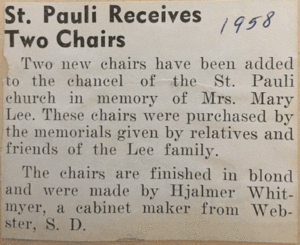 St. Pauli Receives
Two Chairs
1958
Two new chairs have been added
to the chancel of the St. Pauli
church in memory of Mrs. Mary
Lee. These chairs were purchased by
the memorials given by relatives and
friends of the Lee family.
The chairs are finished in blond
and were made by Hjalmer Whit-
myer, a cabinet maker from Web-
ster, S. D.